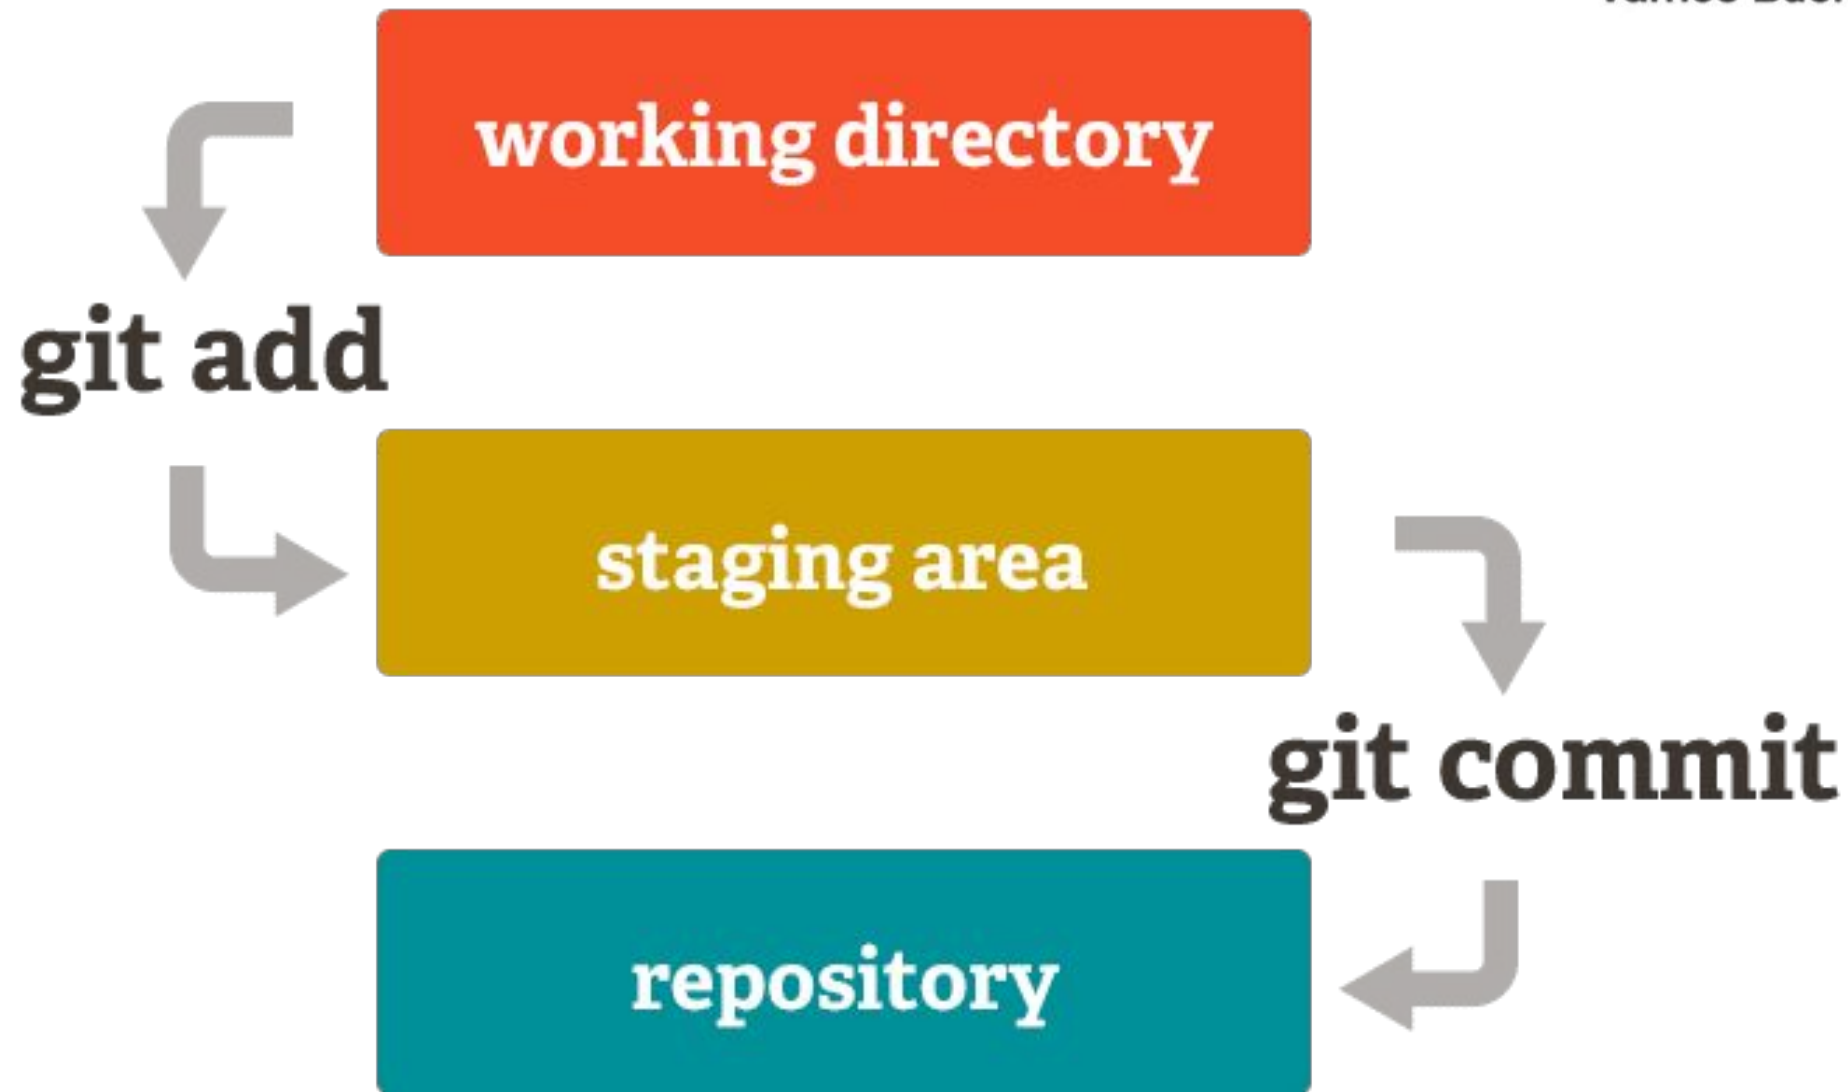 working directory
git add
staging area
git commit
repository